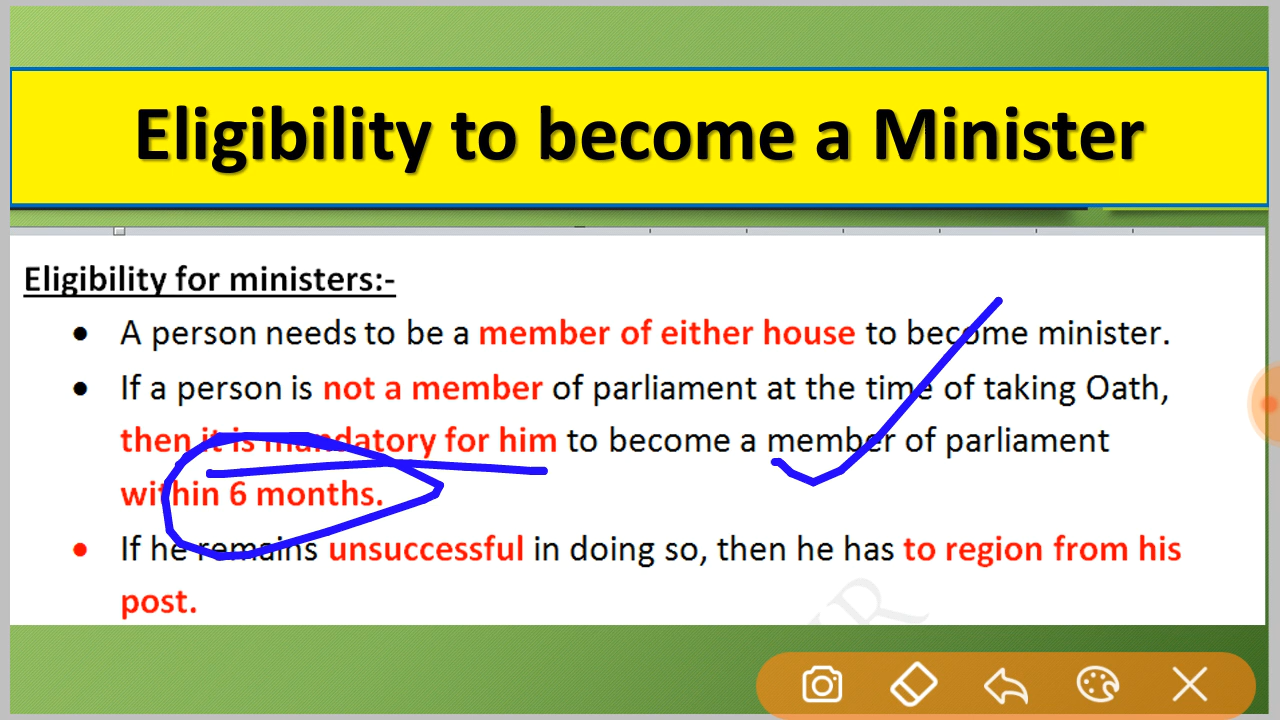 Eligibility to become a Minister
Eligibility for ministers:-
• A person needs to be a member of either house to become minister.
• If a person is not a member of parliament at the time of taking Oath,
then it is mandatory for him to become a member of parliament
within 6 months.
• If he remains unsuccessful in doing so, then he has to region from his
post.